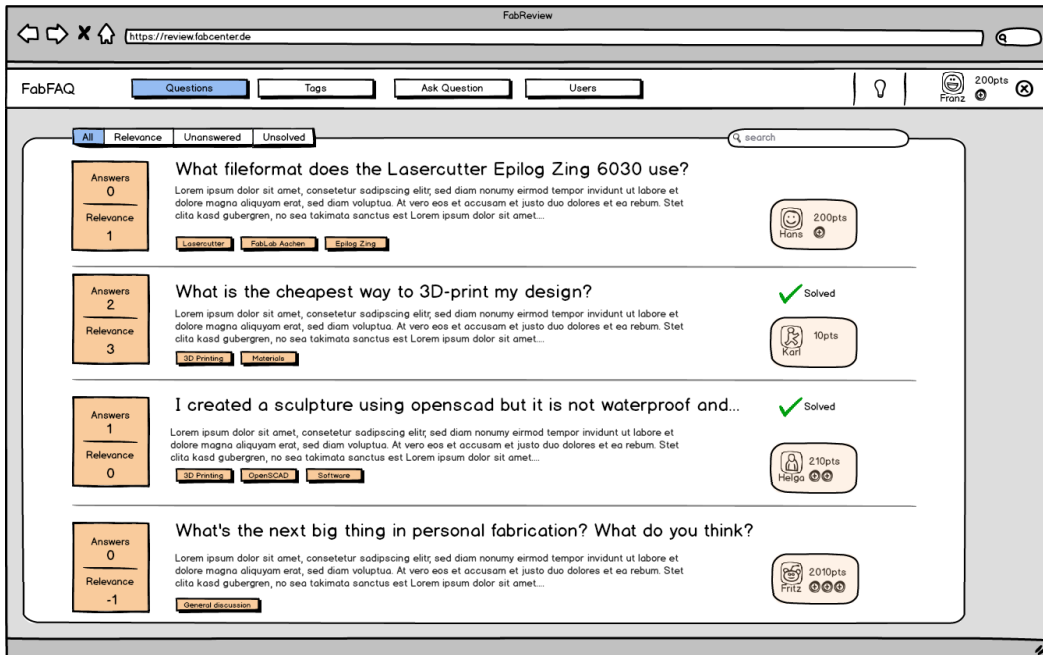 FabReview
https://review.fabcenter.de
FabFAQ
Questions
Tags
Ask Question
Users
200pts
Franz
All
Relevance
Unanswered
Unsolved
search
Answers
0
Relevance
1
What fileformat does the Lasercutter Epilog Zing 6030 use?
Lorem ipsum dolor sit amet, consetetur sadipscing elitr, sed diam nonumy eirmod tempor invidunt ut labore et
dolore magna aliquyam erat, sed diam voluptua. At vero eos et accusam et justo duo dolores et ea rebum. Stet
clita kasd gubergren, no sea takimata sanctus est Lorem ipsum dolor sit amet....
Lasercutter
FabLab Aachen
Epilog Zing
200pts
Hans
Answers
2
Relevance
3
What is the cheapest way to 3D-print my design?
Lorem ipsum dolor sit amet, consetetur sadipscing elitr, sed diam nonumy eirmod tempor invidunt ut labore et
dolore magna aliquyam erat, sed diam voluptua. At vero eos et accusam et justo duo dolores et ea rebum. Stet
clita kasd gubergren, no sea takimata sanctus est Lorem ipsum dolor sit amet....
3D Printing
Materials
Solved
10pts
Karl
Answers
1
Relevance
0
I created a sculpture using openscad but it is not waterproof and...
Lorem ipsum dolor sit amet, consetetur sadipscing elitr, sed diam nonumy eirmod tempor invidunt ut labore et
dolore magna aliquyam erat, sed diam voluptua. At vero eos et accusam et justo duo dolores et ea rebum. Stet
clita kasd gubergren, no sea takimata sanctus est Lorem ipsum dolor sit amet....
3D Printing
OpenSCAD
Software
Solved
210pts
Helga
Answers
0
Relevance
-1
What's the next big thing in personal fabrication? What do you think?
Lorem ipsum dolor sit amet, consetetur sadipscing elitr, sed diam nonumy eirmod tempor invidunt ut labore et
dolore magna aliquyam erat, sed diam voluptua. At vero eos et accusam et justo duo dolores et ea rebum. Stet
clita kasd gubergren, no sea takimata sanctus est Lorem ipsum dolor sit amet....
General discussion
2010pts
Fritz